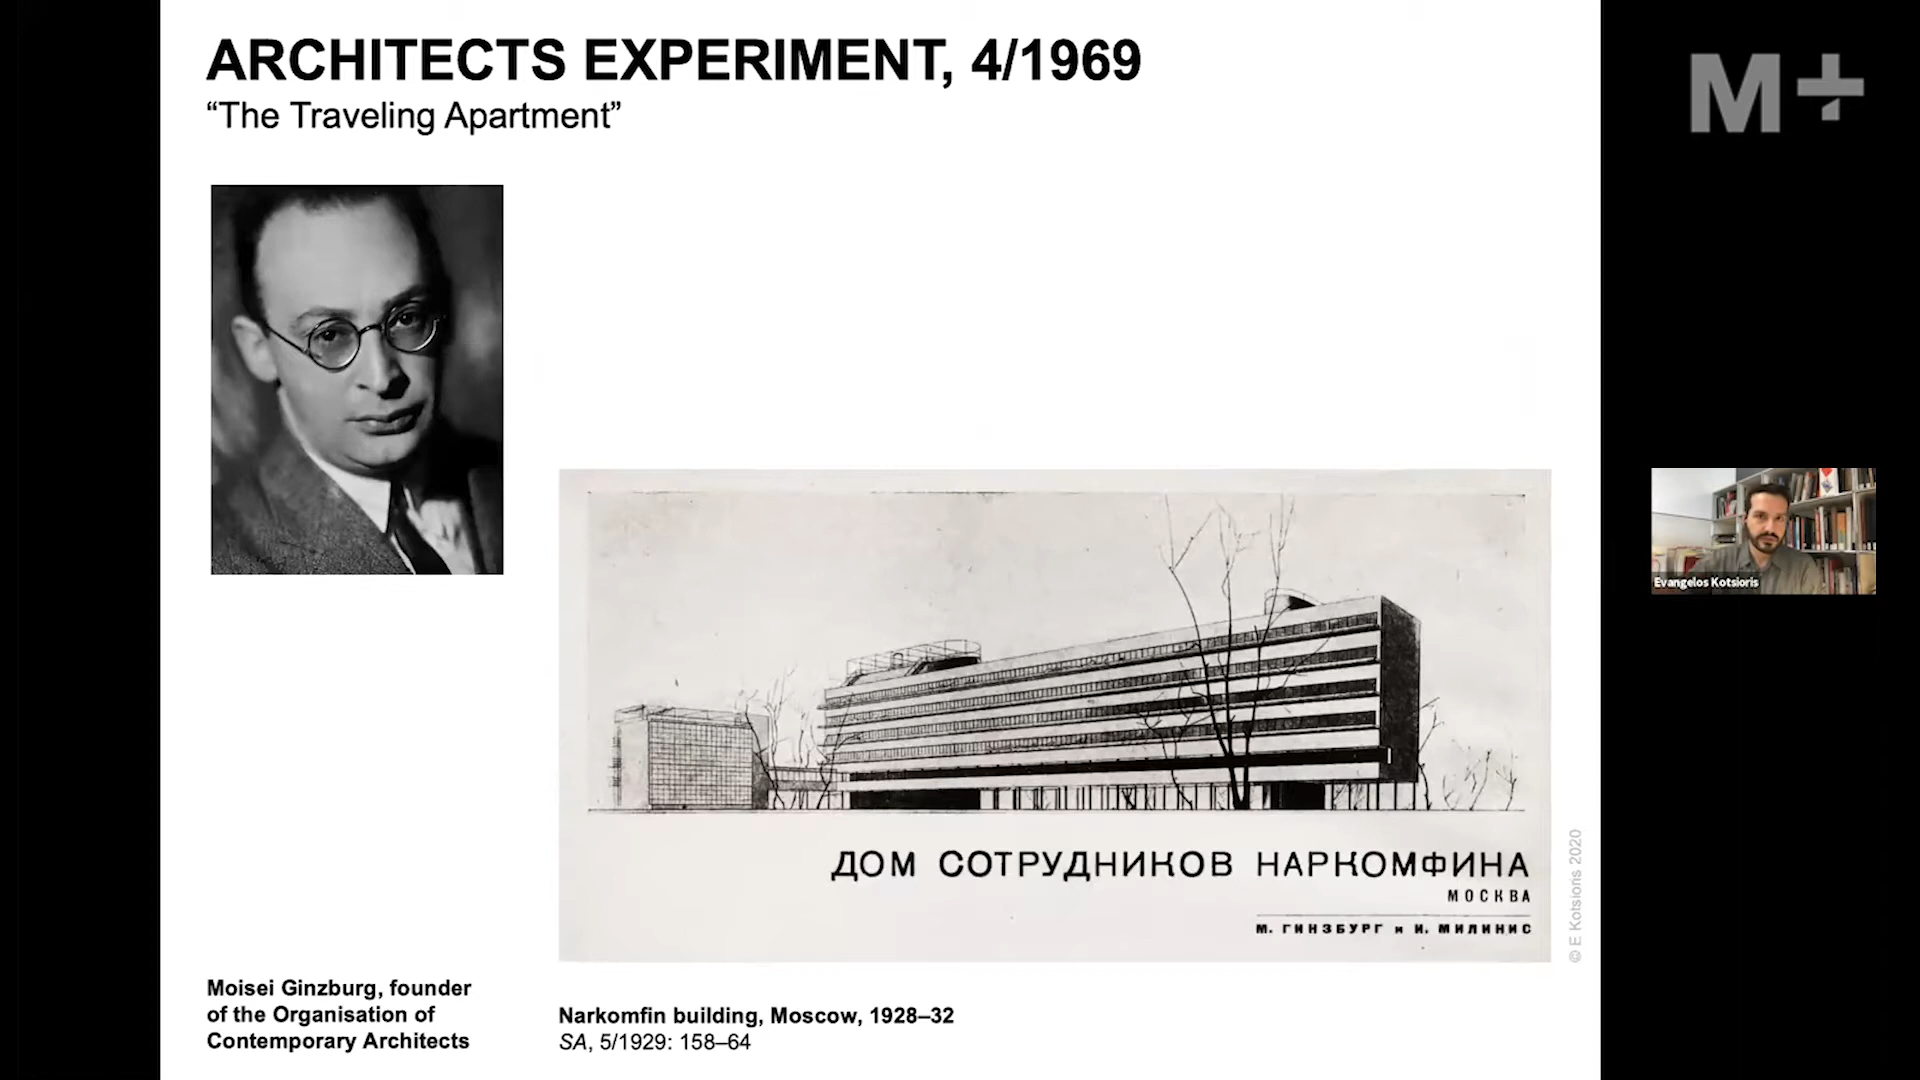 ARCHITECTS EXPERIMENT, 4/1969
“The Traveling Apartment”
M+
Evangelos Kotsioris
ДОМ СОТРУДНИКОВ НАРКОМФИНА
МОСКВА
М. ГИНЗБУРГ и И. МИЛИНИС
© E Kotsioris 2020
Moisei Ginzburg, founder
of the Organisation of
Contemporary Architects
Narkomfin building, Moscow, 1928–32
SA, 5/1929: 158–64